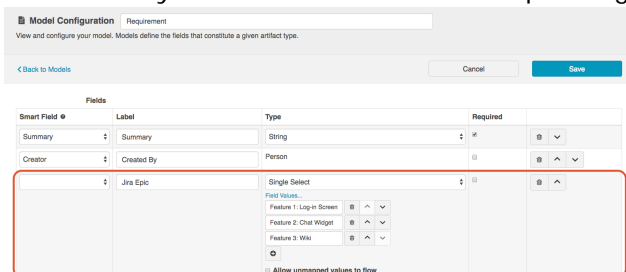 Model Configuration Requirement
View and configure your model. Models define the fields that constitute a given artifact type.
Back to Models Cancel Save
Fields
Smart Field Label Type Required
Summary Summary String
Creator Created By Person
Jira Epic Single Select
Field Values...
Feature 1: Log-in Screen
Feature 2: Chat Widget
Feature 3: Wiki
Allow unmapped values to flow